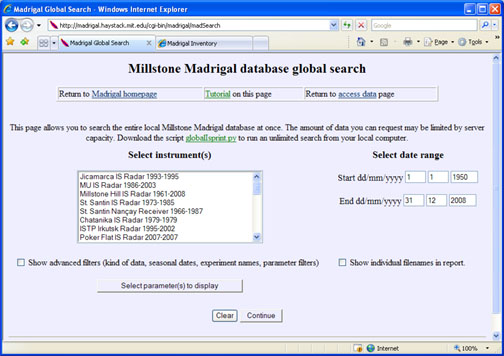 Madrigal Global Search - Windows Internet Explorer
http://madrigal.haystack.mit.edu/cgi-bin/madrigal/madSearch
Google
Madrigal Global Search
Madrigal Inventory
Page
Tools
Millstone Madrigal database global search
Return to Madrigal homepage Tutorial on this page Return to access data page
This page allows you to search the entire local Millstone Madrigal database at once. The amount of data you can request may be limited by server
capacity. Download the script globalIsprint.py to run an unlimited search from your local computer.
Select instrument(s) Select date range
Jicamarca IS Radar 1993-1995
MU IS Radar 1986-2003
Millstone Hill IS Radar 1961-2008
St. Santin IS Radar 1973-1985
St. Santin Nançay Receiver 1966-1987
Chatanika IS Radar 1979-1979
ISTP Irkutsk Radar 1995-2002
Poker Flat IS Radar 2007-2007
Start dd/mm/yyyy 1 1 1950
End dd/mm/yyyy 31 12 2008
Show advanced filters (kind of data, seasonal dates, experiment names, parameter filters) Show individual filenames in report.
Select parameter(s) to display
Clear Continue
Internet 100%